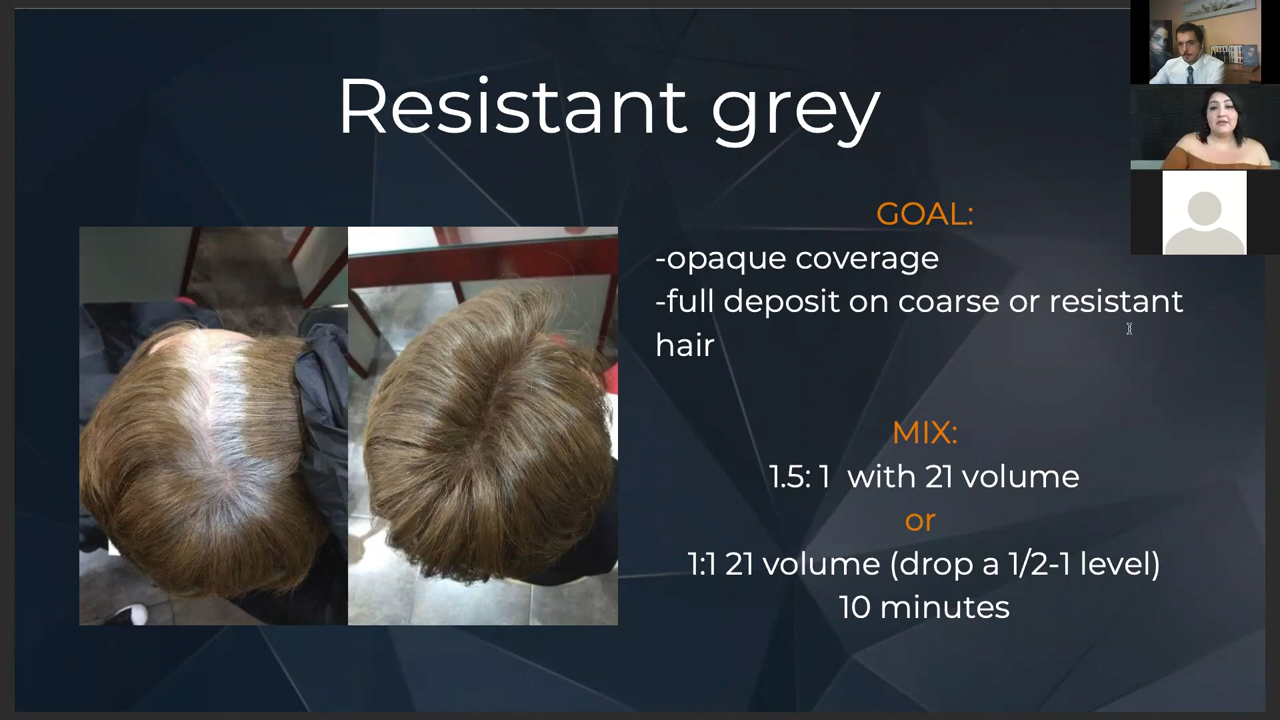 Resistant grey
GOAL:
-opaque coverage
-full deposit on coarse or resistant
hair
MIX:
1.5: 1  with 21 volume
or
1:1 21 volume (drop a 1/2-1 level)
10 minutes